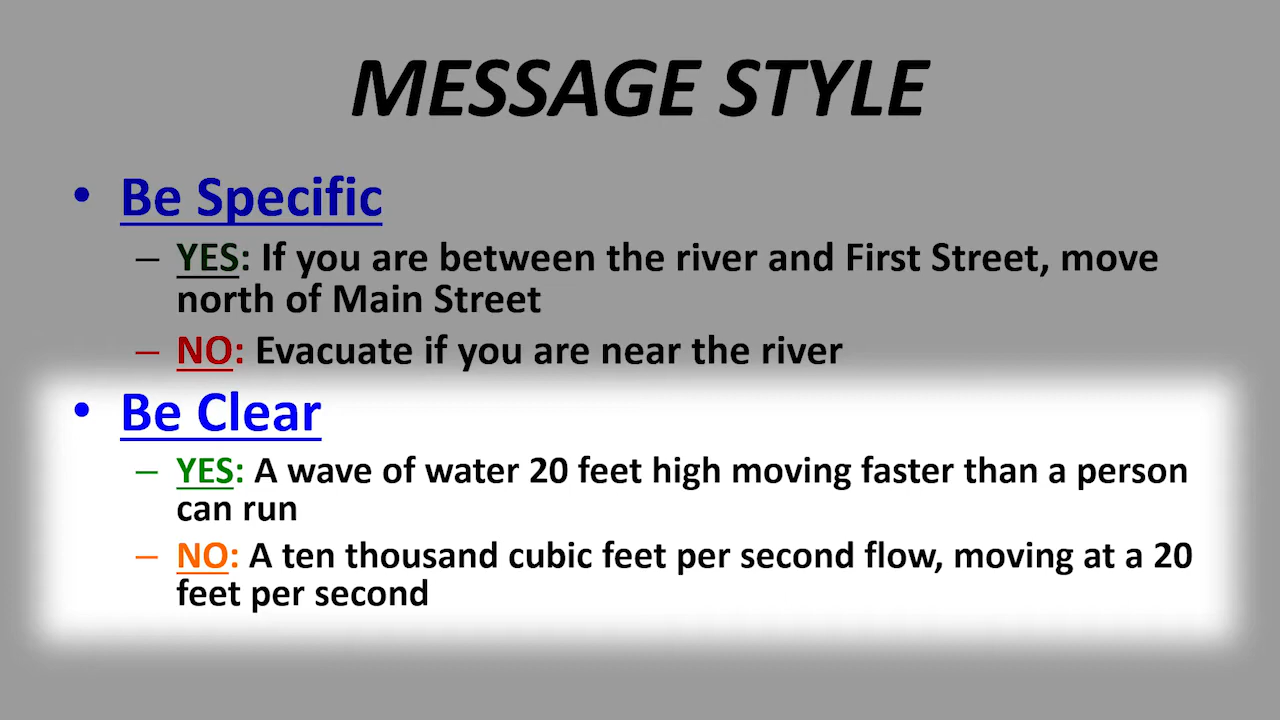 MESSAGE STYLE
• Be Specific
– YES: If you are between the river and First Street, move
north of Main Street
– NO: Evacuate if you are near the river
• Be Clear
– YES: A wave of water 20 feet high moving faster than a person
can run
– NO: A ten thousand cubic feet per second flow, moving at a 20
feet per second